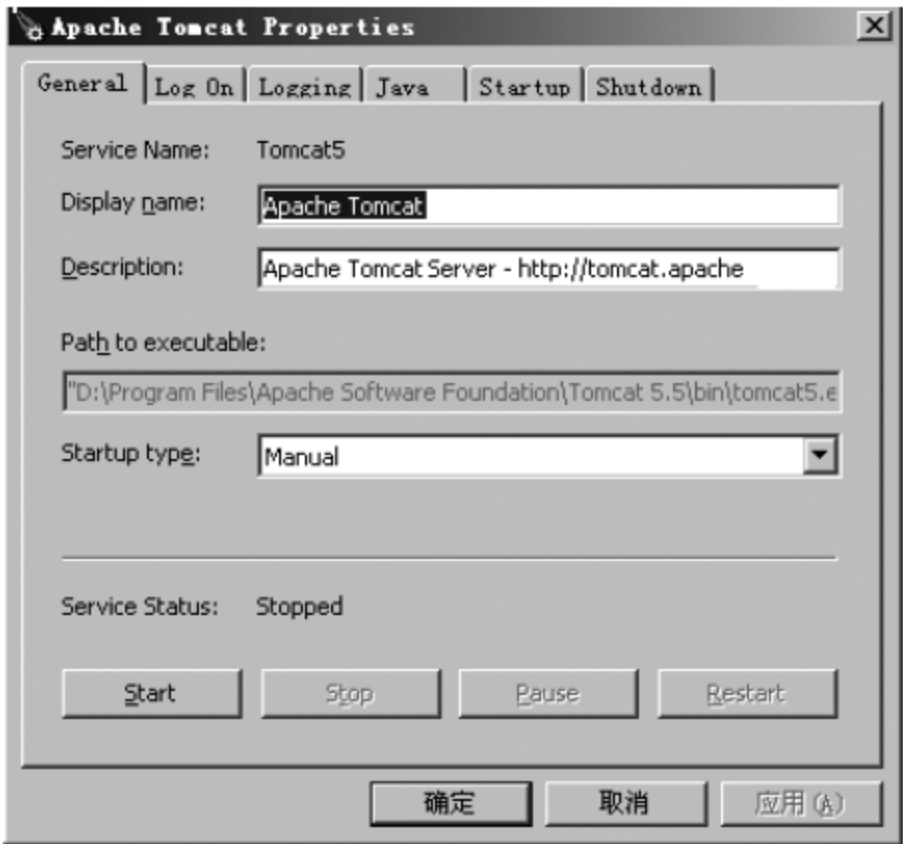 Apache Tomcat Properties
General Log On Logging Java Startup Shutdown
Service Name: Tomcat5
Display name: Apache Tomcat
Description: Apache Tomcat Server - http://tomcat.apache
Path to executable:
"D:\Program Files\Apache Software Foundation\Tomcat 5.5\bin\tomcat5.e
Startup type: Manual
Service Status: Stopped
Start Stop Pause Restart
确定 取消 应用(A)